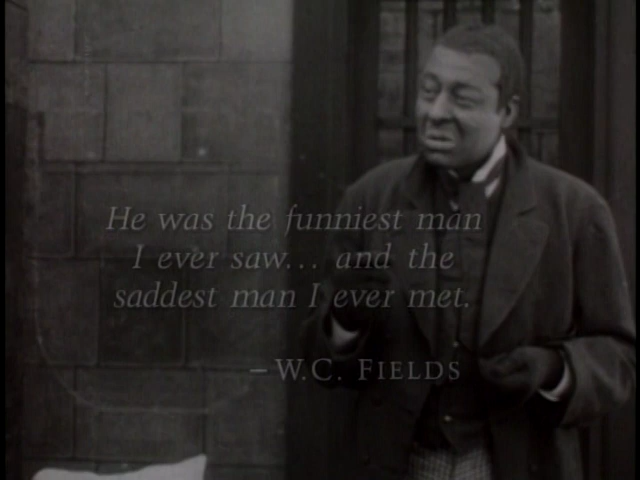 He was the funniest man
I ever saw... and the
saddest man I ever met.
– W.C. FIELDS